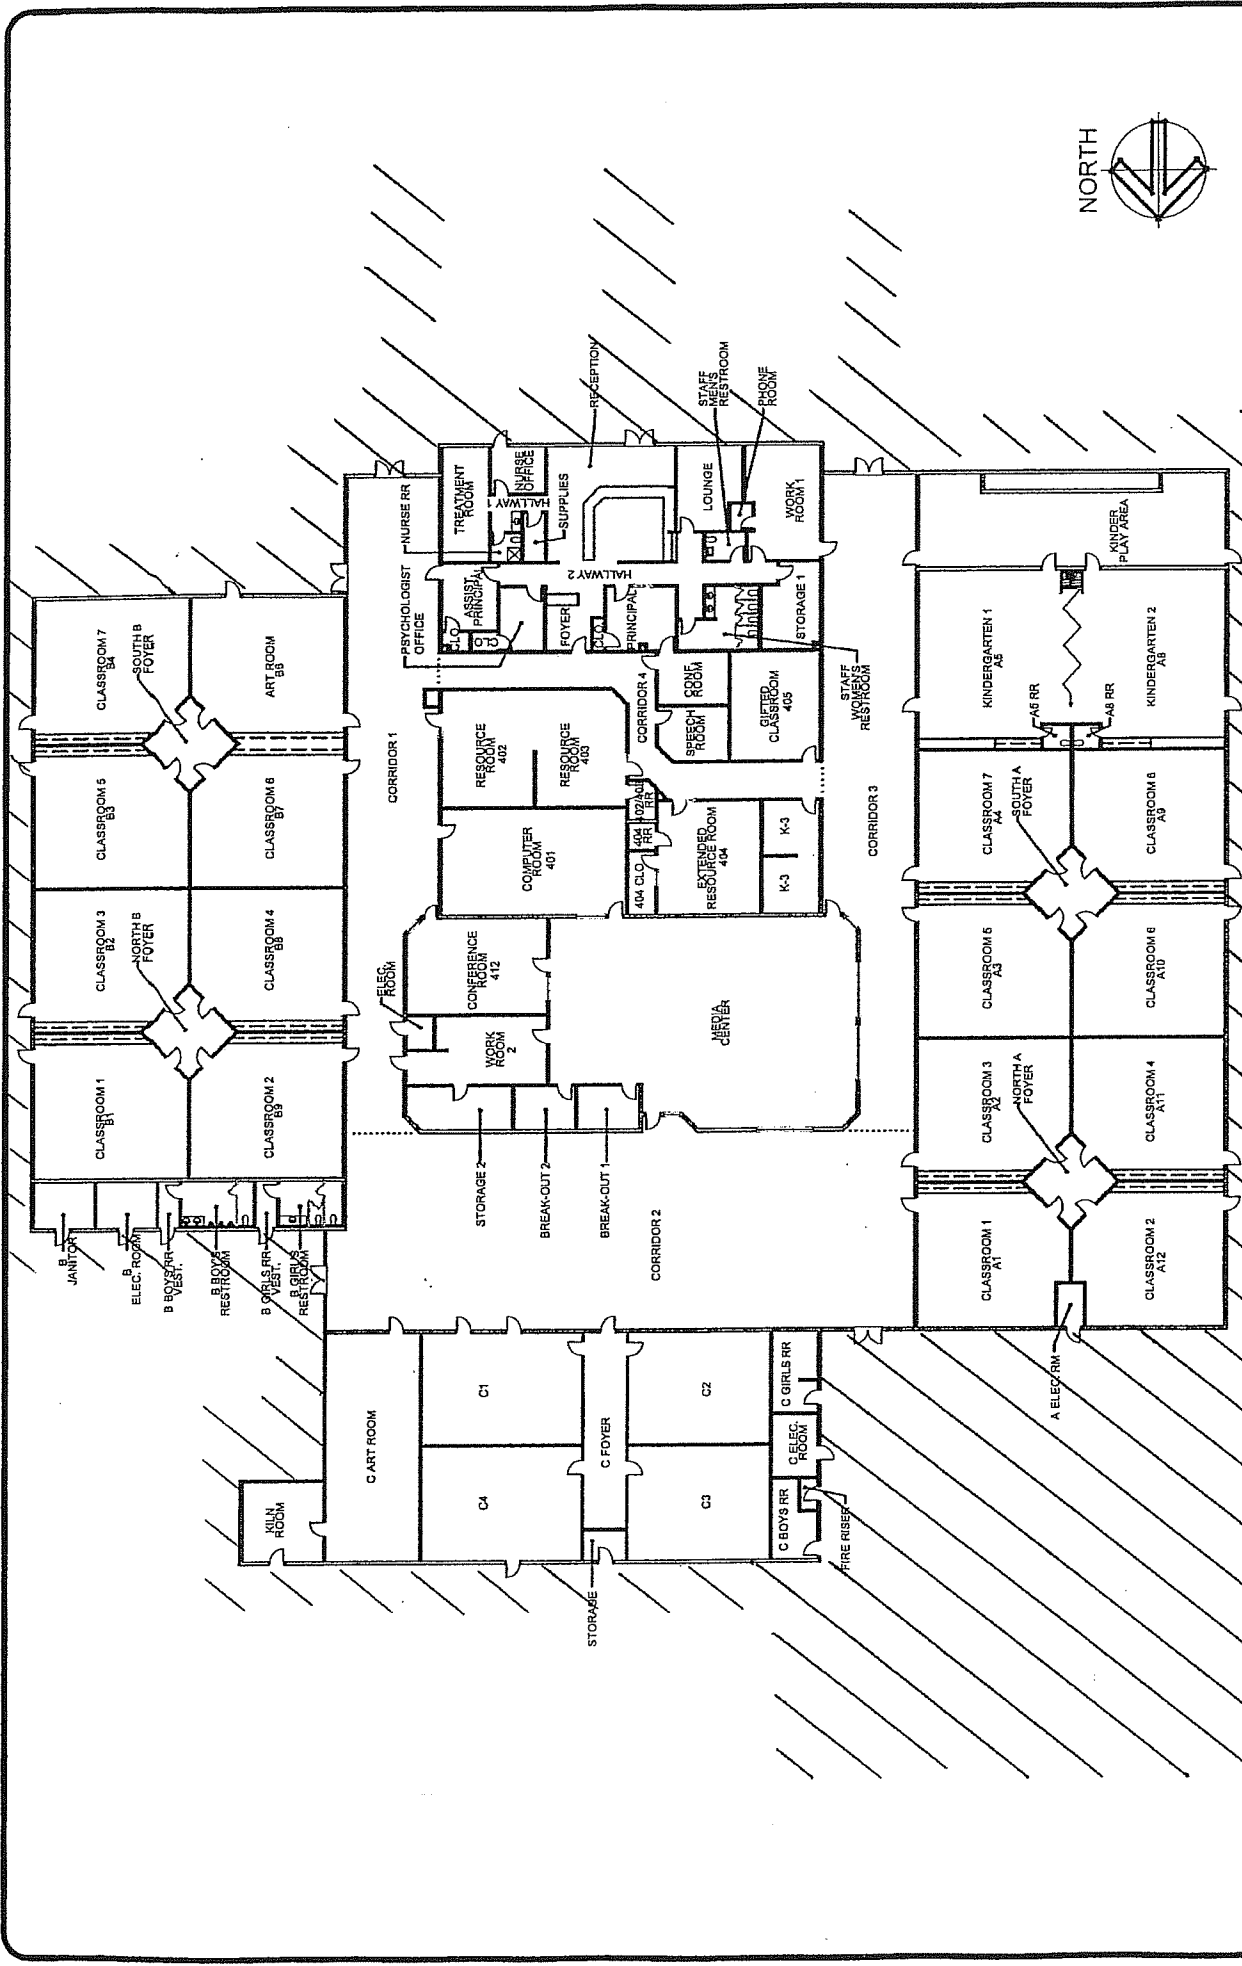 NORTH
CLASSROOM 7
B4
SOUTH B
FOYER
ART ROOM
B6
CLASSROOM 5
B3
CLASSROOM 6
B7
CLASSROOM 3
B2
NORTH B
FOYER
CLASSROOM 4
B8
CLASSROOM 1
B1
CLASSROOM 2
B9
B
JANITOR
B
ELEC. ROOM
B BOYS RR
VEST.
B BOYS
RESTROOM
B GIRLS RR
VEST.
B GIRLS
RESTROOM
CORRIDOR 1
PSYCHOLOGIST
OFFICE
NURSE RR
TREATMENT
ROOM
HALLWAY 1
NURSE
OFFICE
SUPPLIES
RECEPTION
LOUNGE
STAFF
MEN'S
RESTROOM
PHONE
ROOM
WORK
ROOM 1
CLO.
ASSIST
PRINCIPAL
FOYER
HALLWAY 2
CLO.
PRINCIPAL
STORAGE 1
STAFF
WOMEN'S
RESTROOM
RESOURCE
ROOM
402
RESOURCE
ROOM
403
CORRIDOR 4
CONF.
ROOM
SPEECH
ROOM
GIFTED
CLASSROOM
405
COMPUTER
ROOM
401
402/403
RR
404
RR
404 CLO.
EXTENDED
RESOURCE ROOM
404
K-3
K-3
CORRIDOR 3
ELEC.
ROOM
CONFERENCE
ROOM
412
WORK
ROOM
2
MEDIA
CENTER
STORAGE 2
BREAK-OUT 2
BREAK-OUT 1
CORRIDOR 2
KINDER
PLAY AREA
KINDERGARTEN 1
A5
KINDERGARTEN 2
A8
A5 RR
A8 RR
CLASSROOM 7
A4
SOUTH A
FOYER
CLASSROOM 8
A9
CLASSROOM 5
A3
CLASSROOM 6
A10
CLASSROOM 3
A2
NORTH A
FOYER
CLASSROOM 4
A11
CLASSROOM 1
A1
CLASSROOM 2
A12
A ELEC. RM
KILN
ROOM
C ART ROOM
C1
C4
C FOYER
C2
C3
C GIRLS RR
C ELEC.
ROOM
C BOYS RR
FIRE RISER
STORAGE